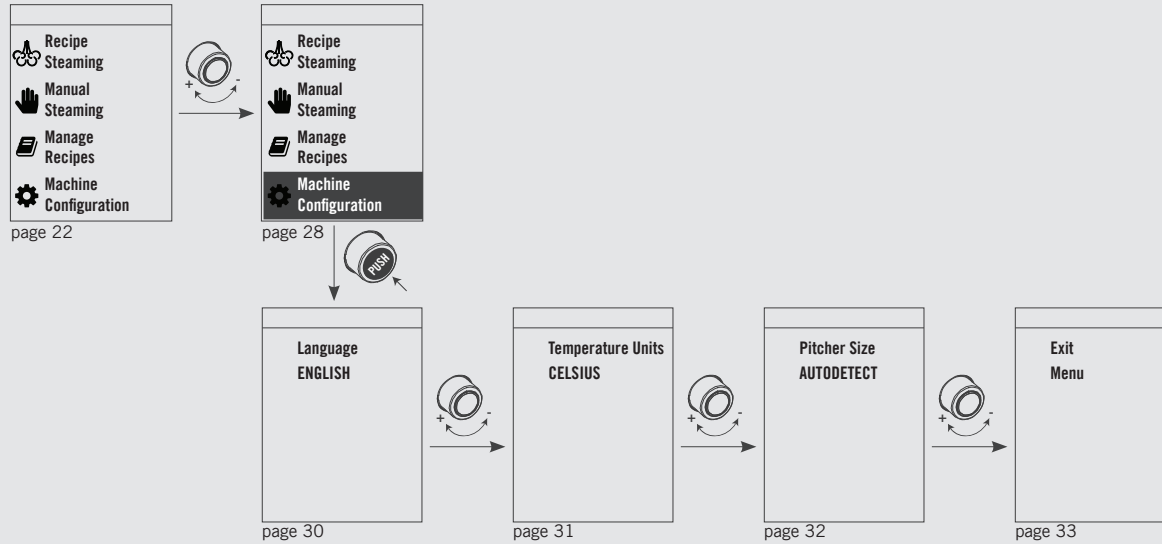 Recipe
Steaming
Manual
Steaming
Manage
Recipes
Machine
Configuration
page 22
+ -
Recipe
Steaming
Manual
Steaming
Manage
Recipes
Machine
Configuration
page 28
PUSH
Language
ENGLISH
page 30
+ -
Temperature Units
CELSIUS
page 31
+ -
Pitcher Size
AUTODETECT
page 32
+ -
Exit
Menu
page 33